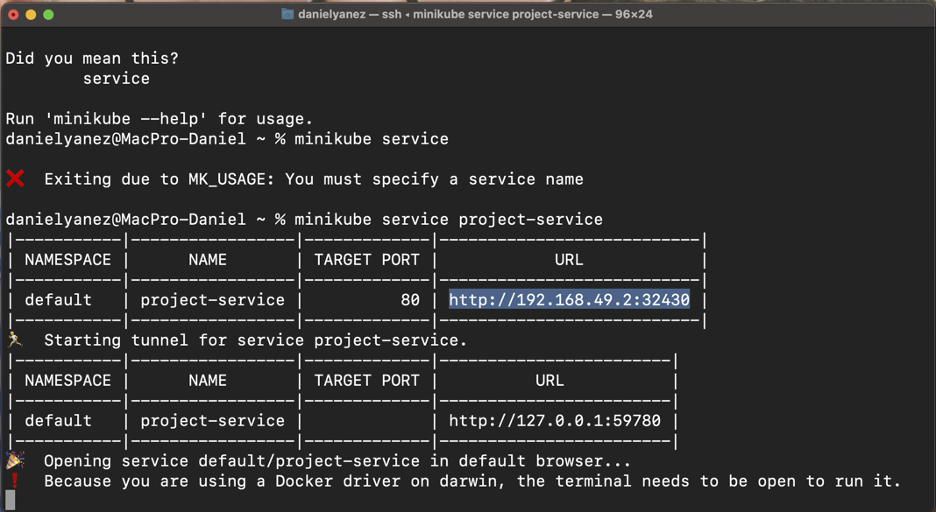 danielyanez — ssh ◂ minikube service project-service — 96×24
Did you mean this?
        service
Run 'minikube --help' for usage.
danielyanez@MacPro-Daniel ~ % minikube service
❌  Exiting due to MK_USAGE: You must specify a service name
danielyanez@MacPro-Daniel ~ % minikube service project-service
|-----------|-----------------|-------------|---------------------------|
| NAMESPACE |      NAME       | TARGET PORT |            URL            |
|-----------|-----------------|-------------|---------------------------|
| default   | project-service |          80 | http://192.168.49.2:32430 |
|-----------|-----------------|-------------|---------------------------|
🏃  Starting tunnel for service project-service.
|-----------|-----------------|-------------|------------------------|
| NAMESPACE |      NAME       | TARGET PORT |          URL           |
|-----------|-----------------|-------------|------------------------|
| default   | project-service |             | http://127.0.0.1:59780 |
|-----------|-----------------|-------------|------------------------|
🎉  Opening service default/project-service in default browser...
❗  Because you are using a Docker driver on darwin, the terminal needs to be open to run it.